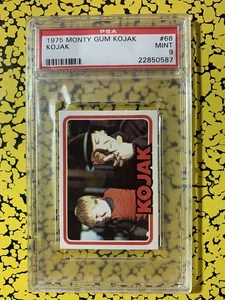 PSA
1975 MONTY GUM KOJAK #68
KOJAK MINT 9
22850587
KOJAK